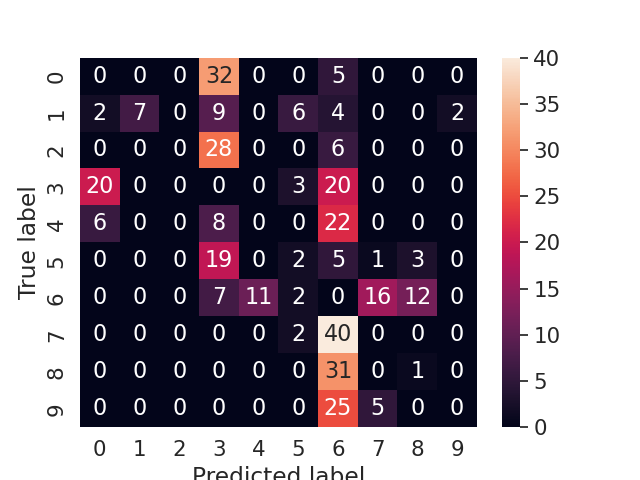 0 0 0 0 32 0 0 5 0 0 0
1 2 7 0 9 0 6 4 0 0 2
2 0 0 0 28 0 0 6 0 0 0
3 20 0 0 0 0 3 20 0 0 0
4 6 0 0 8 0 0 22 0 0 0
5 0 0 0 19 0 2 5 1 3 0
6 0 0 0 7 11 2 0 16 12 0
7 0 0 0 0 0 2 40 0 0 0
8 0 0 0 0 0 0 31 0 1 0
9 0 0 0 0 0 0 25 5 0 0
0 1 2 3 4 5 6 7 8 9
True label
Predicted label
40
35
30
25
20
15
10
5
0